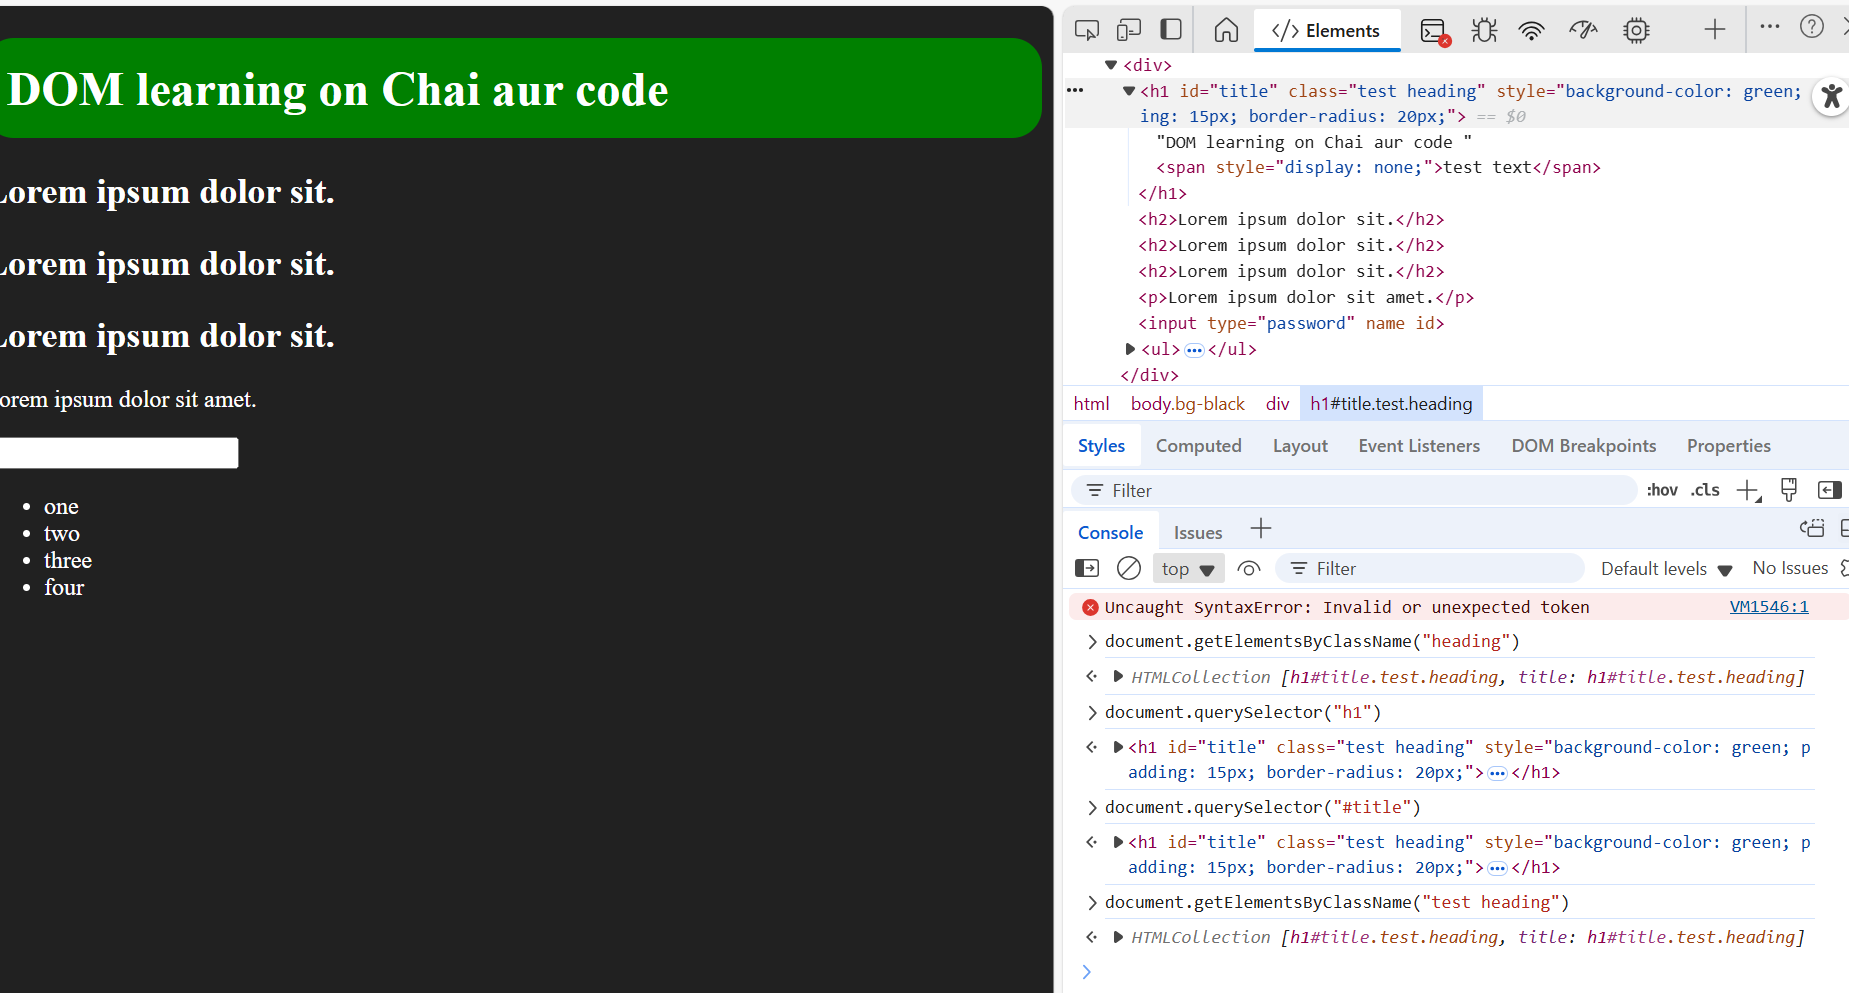 DOM learning on Chai aur code
Lorem ipsum dolor sit.
Lorem ipsum dolor sit.
Lorem ipsum dolor sit.
orem ipsum dolor sit amet.
one
two
three
four
</> Elements
<div>
<h1 id="title" class="test heading" style="background-color: green;
ing: 15px; border-radius: 20px;"> == $0
"DOM learning on Chai aur code "
<span style="display: none;">test text</span>
</h1>
<h2>Lorem ipsum dolor sit.</h2>
<h2>Lorem ipsum dolor sit.</h2>
<h2>Lorem ipsum dolor sit.</h2>
<p>Lorem ipsum dolor sit amet.</p>
<input type="password" name id>
<ul>…</ul>
</div>
html body.bg-black div h1#title.test.heading
Styles Computed Layout Event Listeners DOM Breakpoints Properties
Filter :hov .cls
Console Issues
top Filter Default levels No Issues
Uncaught SyntaxError: Invalid or unexpected token VM1546:1
document.getElementsByClassName("heading")
HTMLCollection [h1#title.test.heading, title: h1#title.test.heading]
document.querySelector("h1")
<h1 id="title" class="test heading" style="background-color: green; p
adding: 15px; border-radius: 20px;">…</h1>
document.querySelector("#title")
<h1 id="title" class="test heading" style="background-color: green; p
adding: 15px; border-radius: 20px;">…</h1>
document.getElementsByClassName("test heading")
HTMLCollection [h1#title.test.heading, title: h1#title.test.heading]